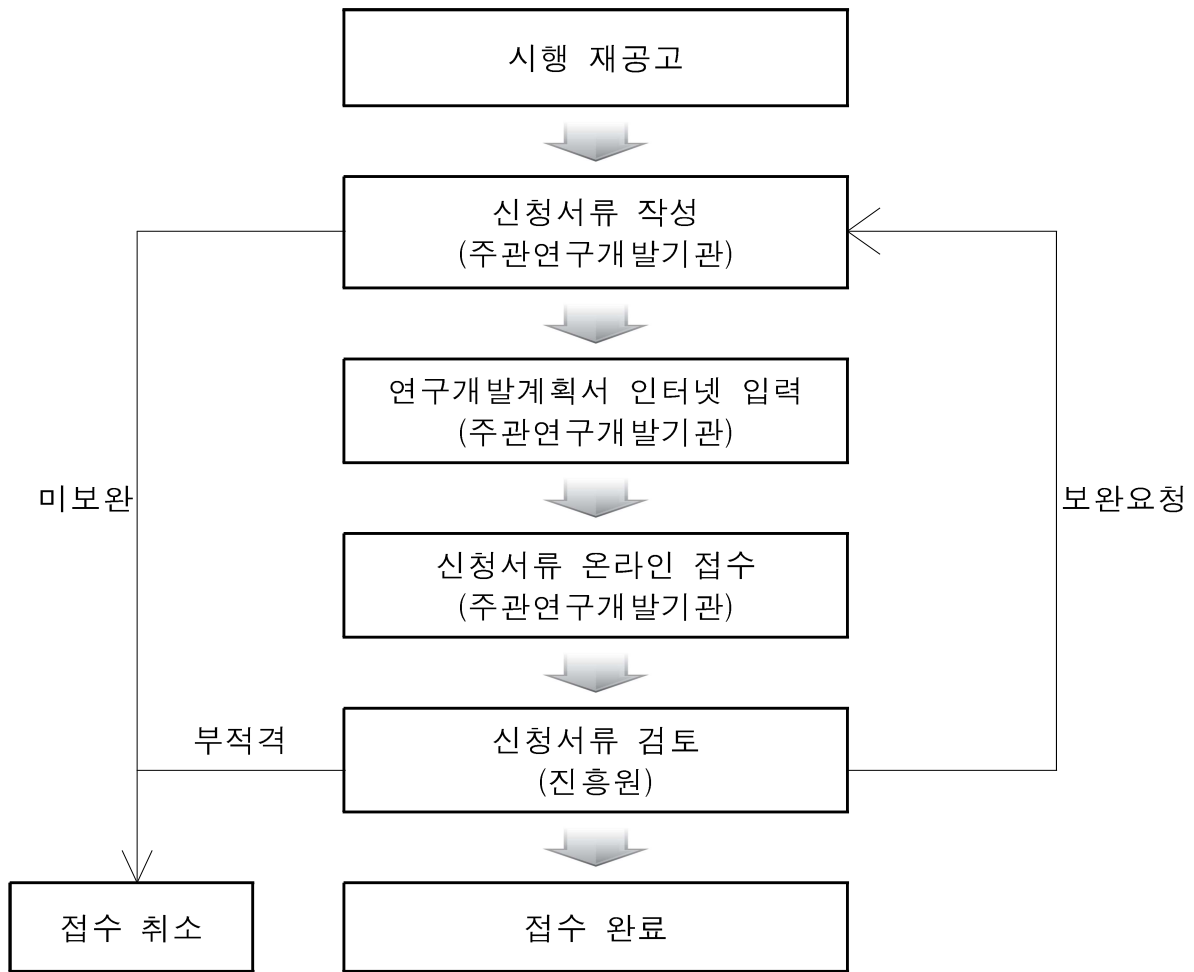 시행 재공고
신청서류 작성
(주관연구개발기관)
연구개발계획서 인터넷 입력
(주관연구개발기관)
미보완
보완요청
신청서류 온라인 접수
(주관연구개발기관)
부적격
신청서류 검토
(진흥원)
접수 취소
접수 완료